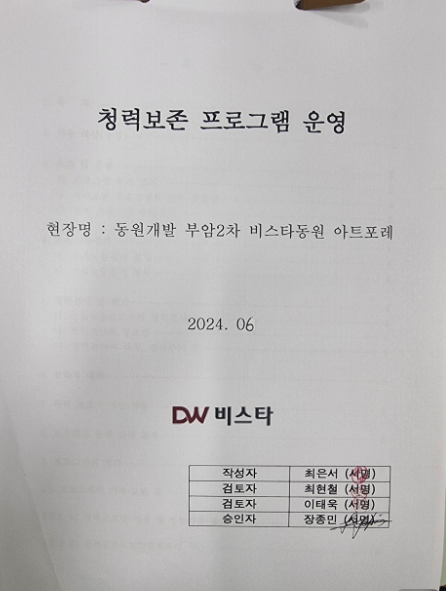 청력보존 프로그램 운영
현장명 : 동원개발 부암2차 비스타동원 아트포레
2024. 06
DW 비스타
작성자 최은서 (서명)
검토자 최현철 (서명)
검토자 이태욱 (서명)
승인자 장종민 (서명)